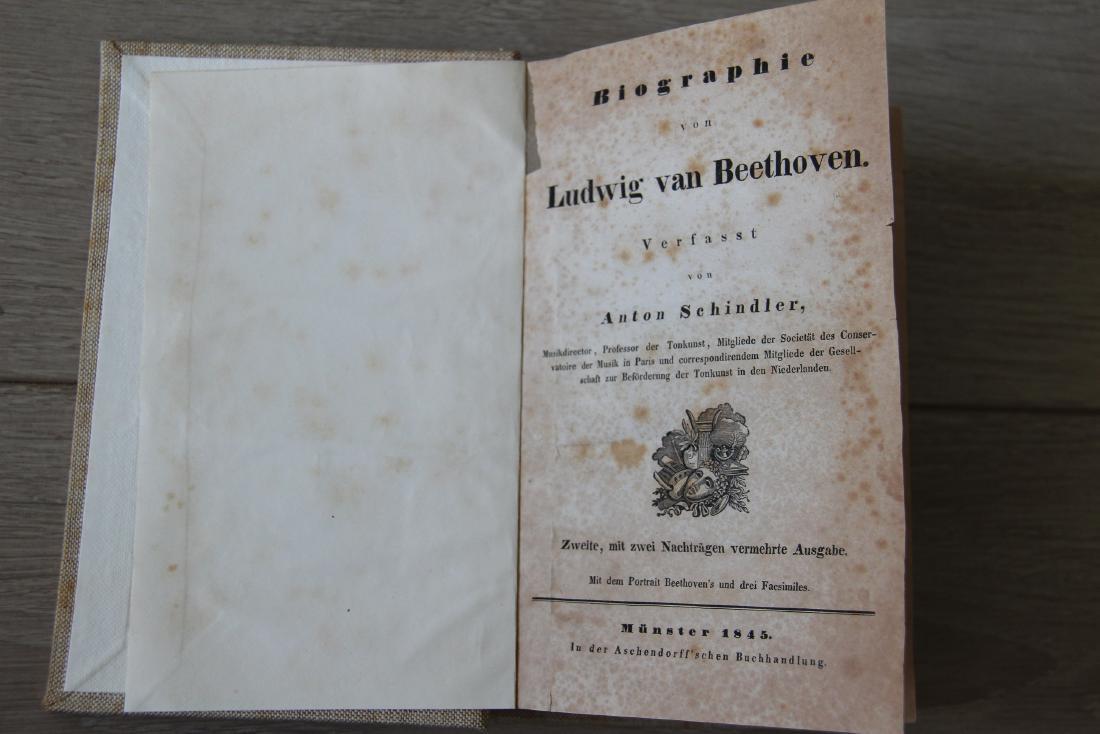 Biographie
von
Ludwig van Beethoven.
Verfasst
von
Anton Schindler,
Musikdirector, Professor der Tonkunst, Mitgliede der Societät des Conser-
vatoire der Musik in Paris und correspondirendem Mitgliede der Gesell-
schaft zur Beförderung der Tonkunst in den Niederlanden.
Zweite, mit zwei Nachträgen vermehrte Ausgabe.
Mit dem Portrait Beethoven's und drei Facsimiles.
Münster 1845.
In der Aschendorff'schen Buchhandlung.